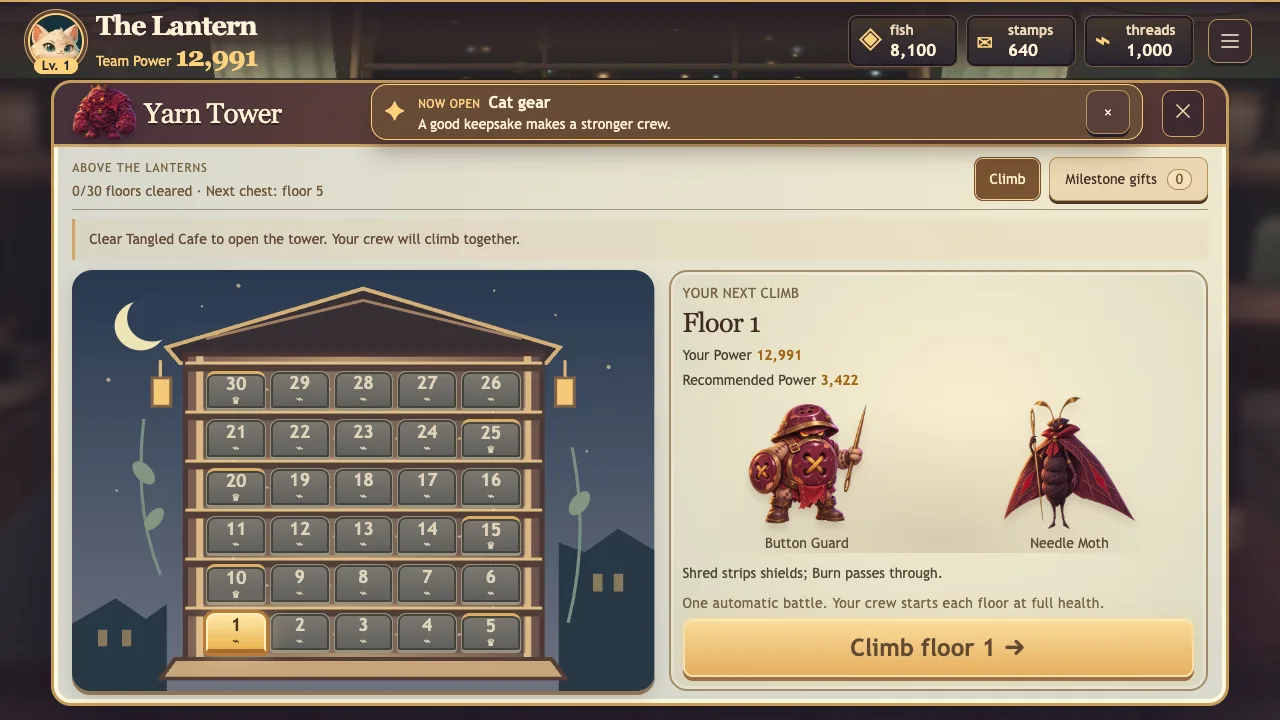 The Lantern
Team Power 12,991
Lv. 1
fish
8,100
stamps
640
threads
1,000
Yarn Tower
NOW OPEN Cat gear
A good keepsake makes a stronger crew.
×
ABOVE THE LANTERNS
0/30 floors cleared · Next chest: floor 5
Climb
Milestone gifts 0
Clear Tangled Cafe to open the tower. Your crew will climb together.
30 29 28 27 26
21 22 23 24 25
20 19 18 17 16
11 12 13 14 15
10 9 8 7 6
1 2 3 4 5
YOUR NEXT CLIMB
Floor 1
Your Power 12,991
Recommended Power 3,422
Button Guard
Needle Moth
Shred strips shields; Burn passes through.
One automatic battle. Your crew starts each floor at full health.
Climb floor 1 →